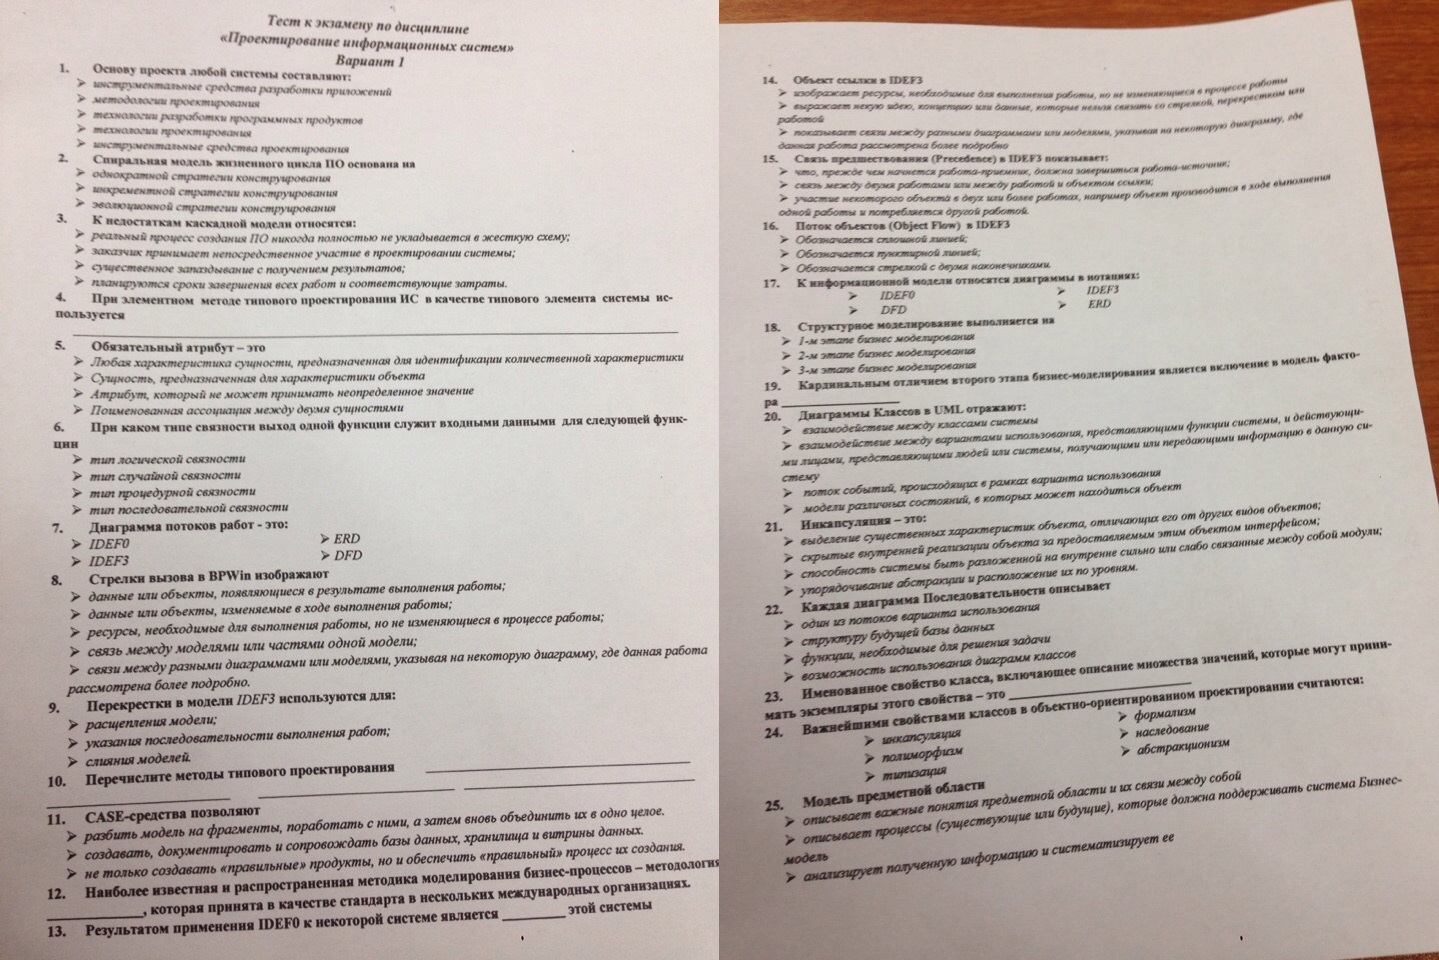 Тест к экзамену по дисциплине
«Проектирование информационных систем»
Вариант 1
1. Основу проекта любой системы составляют:
➢ инструментальные средства разработки приложений
➢ методологии проектирования
➢ технологии разработки программных продуктов
➢ технологии проектирования
➢ инструментальные средства проектирования
2. Спиральная модель жизненного цикла ПО основана на
➢ однократной стратегии конструирования
➢ инкрементной стратегии конструирования
➢ эволюционной стратегии конструирования
3. К недостаткам каскадной модели относятся:
➢ реальный процесс создания ПО никогда полностью не укладывается в жесткую схему;
➢ заказчик принимает непосредственное участие в проектировании системы;
➢ существенное запаздывание с получением результатов;
➢ планируются сроки завершения всех работ и соответствующие затраты.
4. При элементном методе типового проектирования ИС в качестве типового элемента системы ис-
пользуется
5. Обязательный атрибут – это
➢ Любая характеристика сущности, предназначенная для идентификации количественной характеристики
➢ Сущность, предназначенная для характеристики объекта
➢ Атрибут, который не может принимать неопределенное значение
➢ Поименованная ассоциация между двумя сущностями
6. При каком типе связности выход одной функции служит входными данными для следующей функ-
ции
➢ тип логической связности
➢ тип случайной связности
➢ тип процедурной связности
➢ тип последовательной связности
7. Диаграмма потоков работ - это:
➢ IDEF0 ➢ ERD
➢ IDEF3 ➢ DFD
8. Стрелки вызова в BPWin изображают
➢ данные или объекты, появляющиеся в результате выполнения работы;
➢ данные или объекты, изменяемые в ходе выполнения работы;
➢ ресурсы, необходимые для выполнения работы, но не изменяющиеся в процессе работы;
➢ связь между моделями или частями одной модели;
➢ связи между разными диаграммами или моделями, указывая на некоторую диаграмму, где данная работа
рассмотрена более подробно.
9. Перекрестки в модели IDEF3 используются для:
➢ расщепления модели;
➢ указания последовательности выполнения работ;
➢ слияния моделей.
10. Перечислите методы типового проектирования ____________________
____________________ ____________________ ____________________
11. CASE-средства позволяют
➢ разбить модель на фрагменты, поработать с ними, а затем вновь объединить их в одно целое.
➢ создавать, документировать и сопровождать базы данных, хранилища и витрины данных.
➢ не только создавать «правильные» продукты, но и обеспечить «правильный» процесс их создания.
12. Наиболее известная и распространенная методика моделирования бизнес-процессов – методология
____________, которая принята в качестве стандарта в нескольких международных организациях.
13. Результатом применения IDEF0 к некоторой системе является ________ этой системы
14. Объект ссылки в IDEF3
➢ изображает ресурсы, необходимые для выполнения работы, но не изменяющиеся в процессе работы
➢ выражает некую идею, концепцию или данные, которые нельзя связать со стрелкой, перекрестком или
работой
➢ показывает связи между разными диаграммами или моделями, указывая на некоторую диаграмму, где
данная работа рассмотрена более подробно
15. Связь предшествования (Precedence) в IDEF3 показывает:
➢ что, прежде чем начнется работа-приемник, должна завершиться работа-источник;
➢ связь между двумя работами или между работой и объектом ссылки;
➢ участие некоторого объекта в двух или более работах, например объект производится в ходе выполнения
одной работы и потребляется другой работой.
16. Поток объектов (Object Flow) в IDEF3
➢ Обозначается сплошной линией;
➢ Обозначается пунктирной линией;
➢ Обозначается стрелкой с двумя наконечниками.
17. К информационной модели относятся диаграммы в нотациях:
➢ IDEF0 ➢ IDEF3
➢ DFD ➢ ERD
18. Структурное моделирование выполняется на
➢ 1-м этапе бизнес моделирования
➢ 2-м этапе бизнес моделирования
➢ 3-м этапе бизнес моделирования
19. Кардинальным отличием второго этапа бизнес-моделирования является включение в модель факто-
ра ____________
20. Диаграммы Классов в UML отражают:
➢ взаимодействие между классами системы
➢ взаимодействие между вариантами использования, представляющими функции системы, и действующи-
ми лицами, представляющими людей или системы, получающими или передающими информацию в данную си-
стему
➢ поток событий, происходящих в рамках варианта использования
➢ модели различных состояний, в которых может находиться объект
21. Инкапсуляция – это:
➢ выделение существенных характеристик объекта, отличающих его от других видов объектов;
➢ скрытые внутренней реализации объекта за предоставляемым этим объектом интерфейсом;
➢ способность системы быть разложенной на внутренне сильно или слабо связанные между собой модули;
➢ упорядочивание абстракции и расположение их по уровням.
22. Каждая диаграмма Последовательности описывает
➢ один из потоков варианта использования
➢ структуру будущей базы данных
➢ функции, необходимые для решения задачи
➢ возможность использования диаграмм классов
23. Именованное свойство класса, включающее описание множества значений, которые могут прини-
мать экземпляры этого свойства – это ____________________
24. Важнейшими свойствами классов в объектно-ориентированном проектировании считаются:
➢ инкапсуляция ➢ формализм
➢ полиморфизм ➢ наследование
➢ типизация ➢ абстракционизм
25. Модель предметной области
➢ описывает важные понятия предметной области и их связи между собой
➢ описывает процессы (существующие или будущие), которые должна поддерживать система Бизнес-
модель
➢ анализирует полученную информацию и систематизирует ее